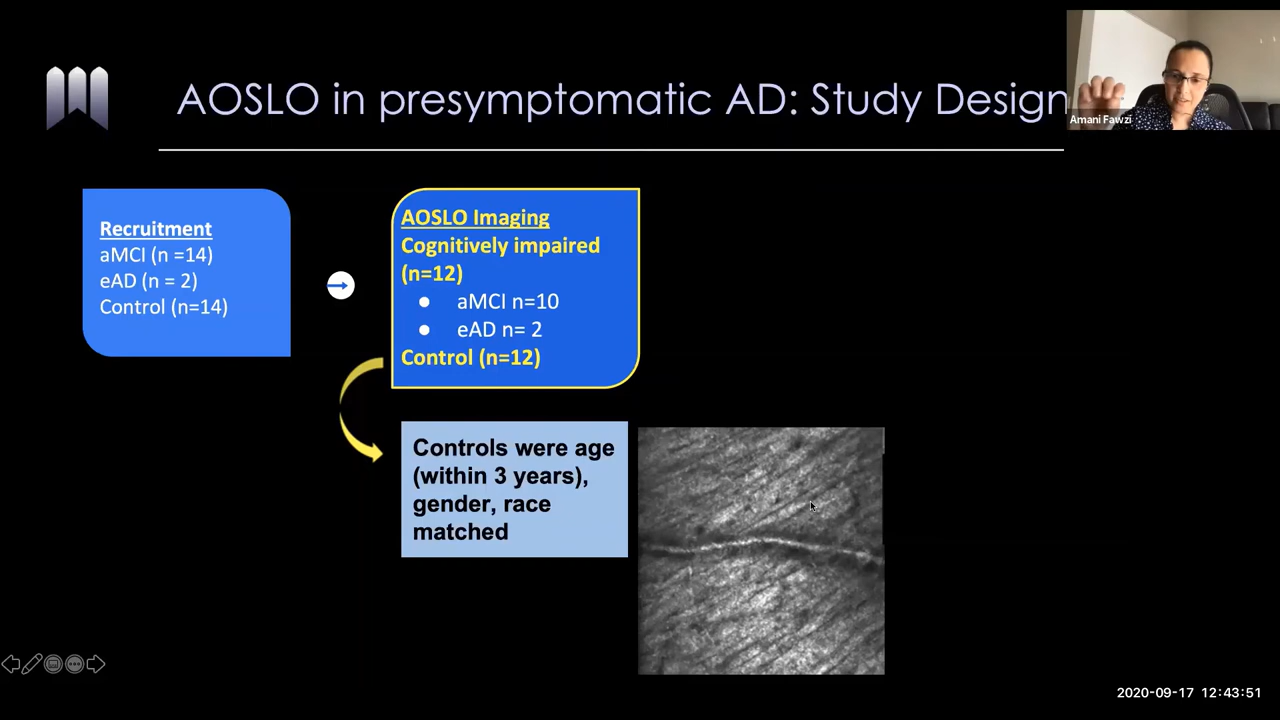 AOSLO in presymptomatic AD: Study Design
Amani Fawzi
Recruitment
aMCI (n =14)
eAD (n = 2)
Control (n=14)
AOSLO Imaging
Cognitively impaired
(n=12)
● aMCI n=10
● eAD n= 2
Control (n=12)
Controls were age
(within 3 years),
gender, race
matched
2020-09-17 12:43:51